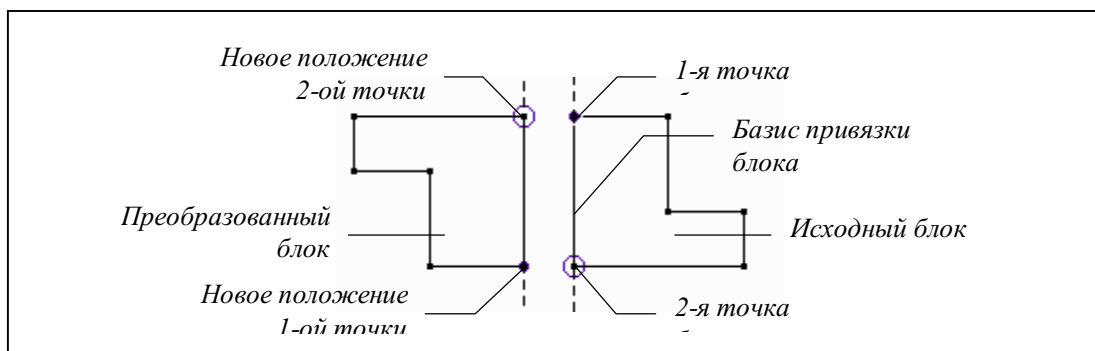 Новое положение
2-ой точки
1-я точка
Базис привязки
блока
Преобразованный
блок
Исходный блок
Новое положение
1-ой точки
2-я точка